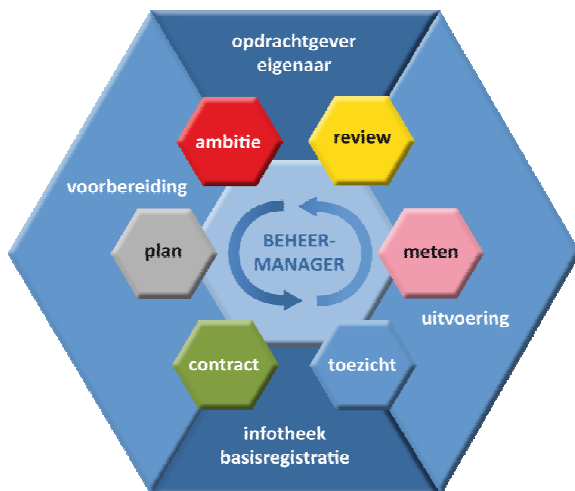 opdrachtgever
eigenaar
ambitie
review
voorbereiding
plan
BEHEER-
MANAGER
meten
uitvoering
contract
toezicht
infotheek
basisregistratie